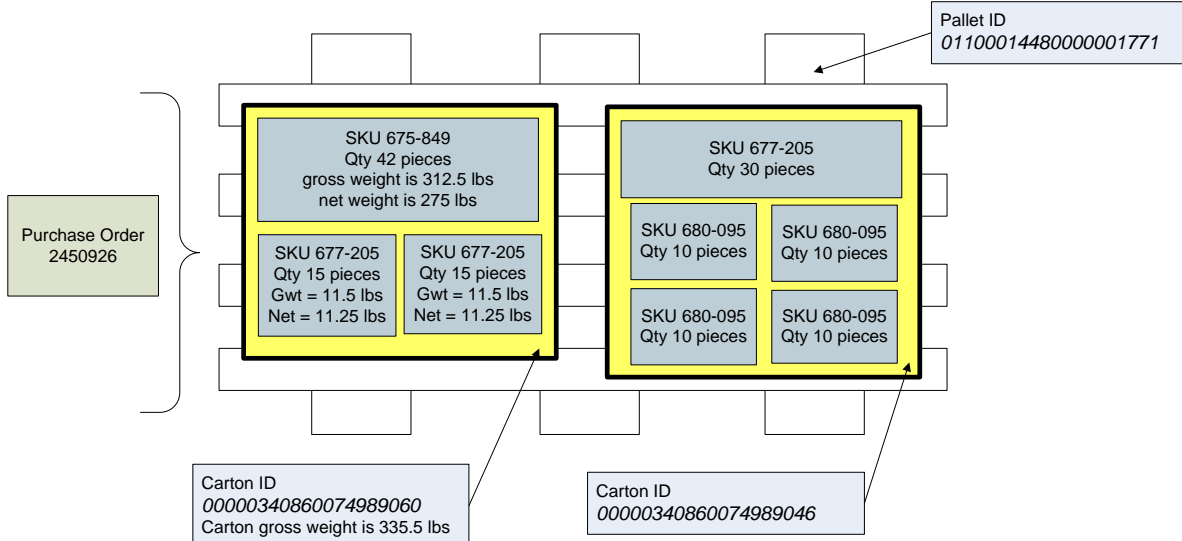 Pallet ID
01100014480000001771
SKU 675-849
Qty 42 pieces
gross weight is 312.5 lbs
net weight is 275 lbs
SKU 677-205
Qty 30 pieces
Purchase Order
2450926
SKU 677-205
Qty 15 pieces
Gwt = 11.5 lbs
Net = 11.25 lbs
SKU 677-205
Qty 15 pieces
Gwt = 11.5 lbs
Net = 11.25 lbs
SKU 680-095
Qty 10 pieces
SKU 680-095
Qty 10 pieces
SKU 680-095
Qty 10 pieces
SKU 680-095
Qty 10 pieces
Carton ID
00000340860074989060
Carton gross weight is 335.5 lbs
Carton ID
00000340860074989046